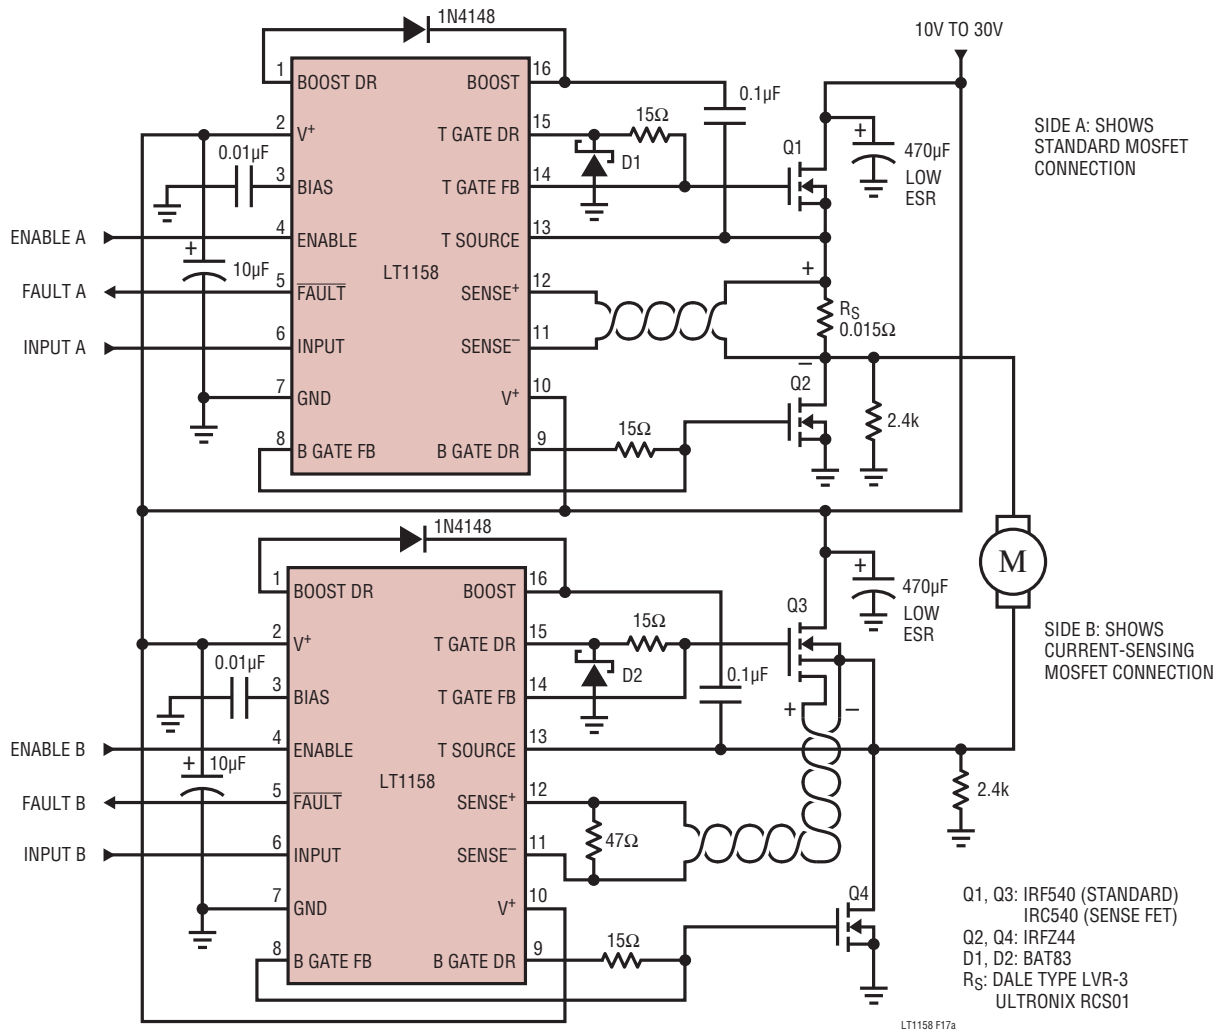 1N4148
10V TO 30V
1
BOOST DR
BOOST
16
0.1µF
2
V+
T GATE DR
15
15Ω
D1
Q1
+
470µF
LOW
ESR
SIDE A: SHOWS
STANDARD MOSFET
CONNECTION
0.01µF
3
BIAS
T GATE FB
14
ENABLE A
4
ENABLE
T SOURCE
13
+
10µF
LT1158
FAULT A
5
FAULT
SENSE+
12
+
RS
0.015Ω
INPUT A
6
INPUT
SENSE–
11
–
7
GND
V+
10
Q2
2.4k
8
B GATE FB
B GATE DR
9
15Ω
1N4148
M
1
BOOST DR
BOOST
16
+
470µF
LOW
ESR
2
V+
T GATE DR
15
15Ω
Q3
D2
0.1µF
SIDE B: SHOWS
CURRENT-SENSING
MOSFET CONNECTION
0.01µF
3
BIAS
T GATE FB
14
+
–
ENABLE B
4
ENABLE
T SOURCE
13
+
10µF
LT1158
FAULT B
5
FAULT
SENSE+
12
47Ω
2.4k
INPUT B
6
INPUT
SENSE–
11
7
GND
V+
10
Q4
8
B GATE FB
B GATE DR
9
15Ω
Q1, Q3: IRF540 (STANDARD)
IRC540 (SENSE FET)
Q2, Q4: IRFZ44
D1, D2: BAT83
RS: DALE TYPE LVR-3
ULTRONIX RCS01
LT1158 F17a